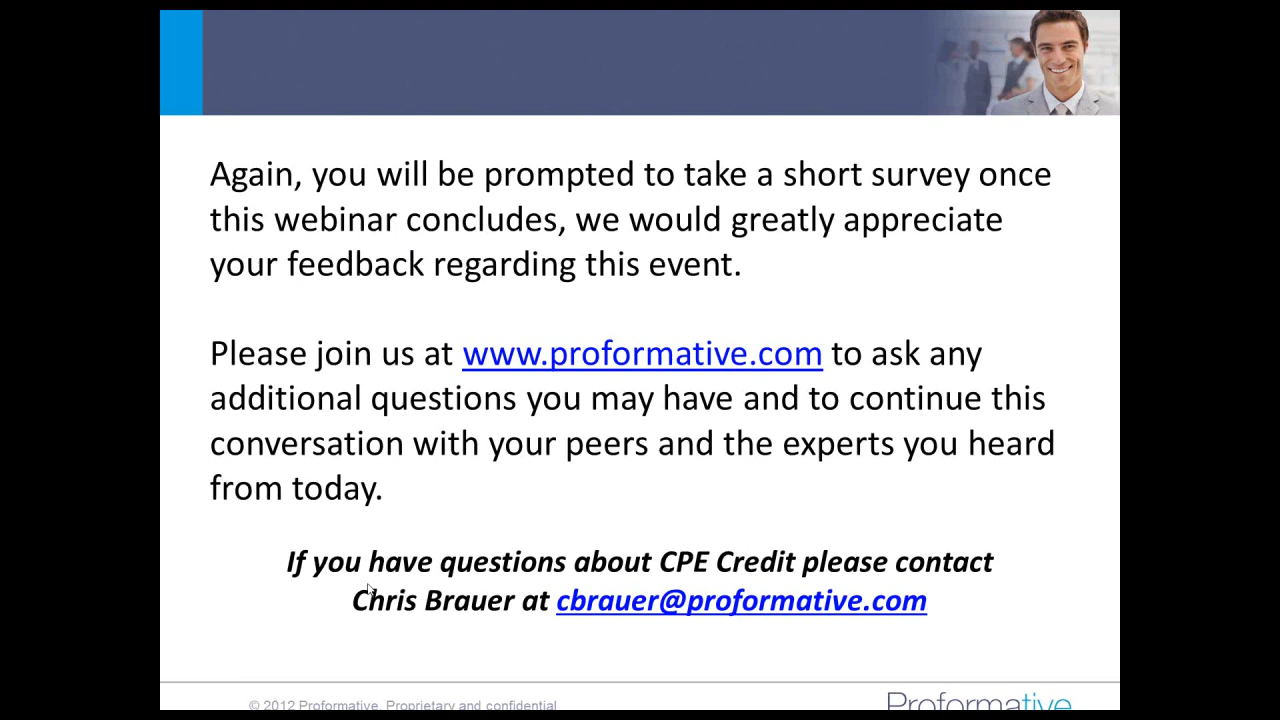 Again, you will be prompted to take a short survey once
this webinar concludes, we would greatly appreciate
your feedback regarding this event.
Please join us at www.proformative.com to ask any
additional questions you may have and to continue this
conversation with your peers and the experts you heard
from today.
If you have questions about CPE Credit please contact
Chris Brauer at cbrauer@proformative.com
© 2012 Proformative. Proprietary and confidential
Proformative